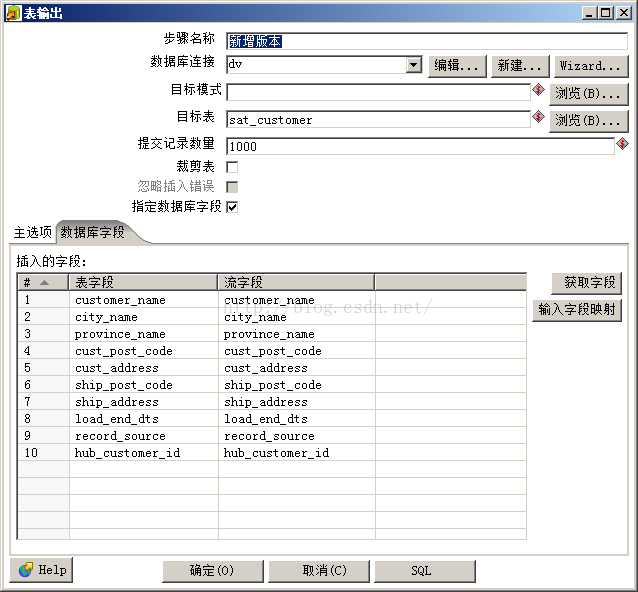 表输出
步骤名称 新增版本
数据库连接 dv 编辑... 新建... Wizard...
目标模式 浏览(B)...
目标表 sat_customer 浏览(B)...
提交记录数量 1000
裁剪表
忽略插入错误
指定数据库字段
主选项 数据库字段
插入的字段:
# 表字段 流字段
获取字段
1 customer_name customer_name
http://blog.csdn.net/
输入字段映射
2 city_name city_name
3 province_name province_name
4 cust_post_code cust_post_code
5 cust_address cust_address
6 ship_post_code ship_post_code
7 ship_address ship_address
8 load_end_dts load_end_dts
9 record_source record_source
10 hub_customer_id hub_customer_id
Help 确定(O) 取消(C) SQL